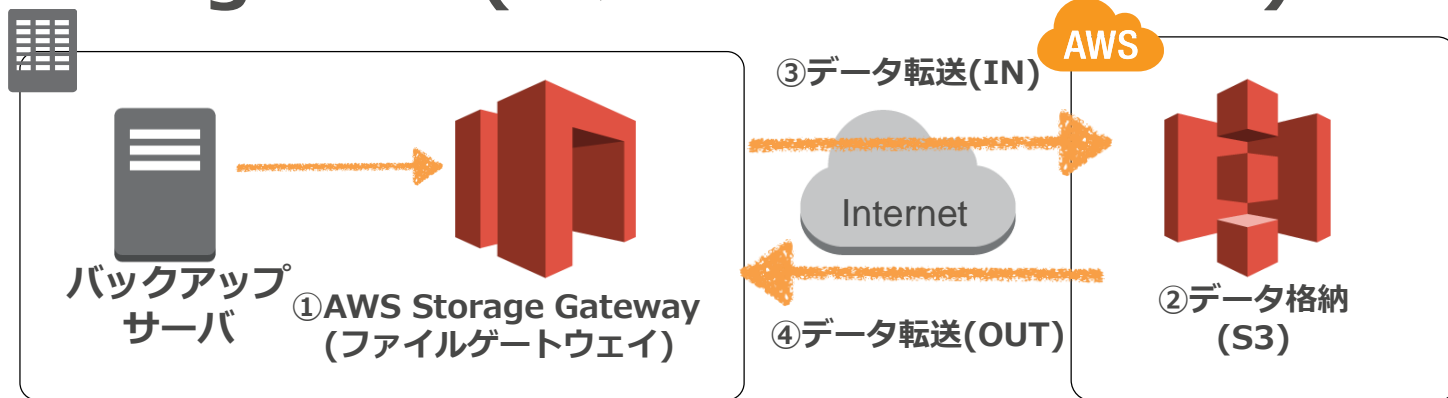 AWS
③データ転送(IN)
Internet
バックアップ
サーバ
①AWS Storage Gateway
(ファイルゲートウェイ)
④データ転送(OUT)
②データ格納
(S3)